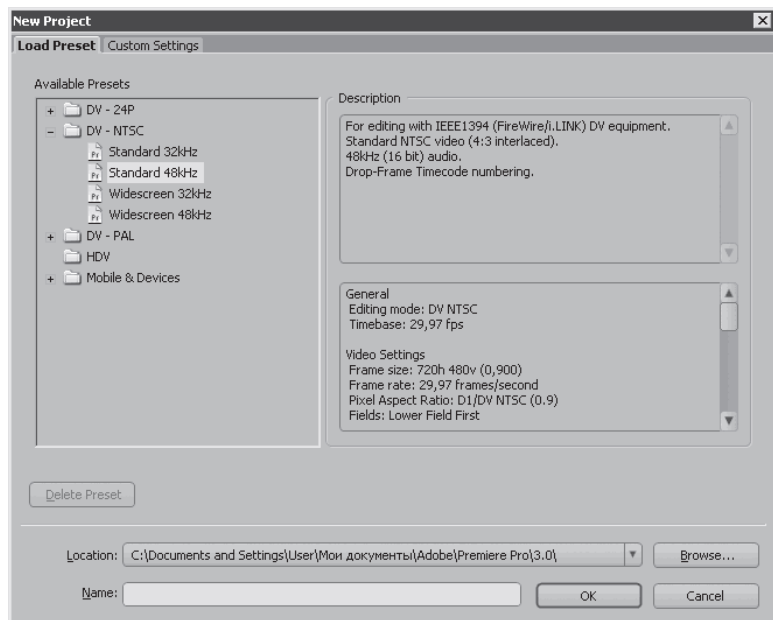 New Project
Load Preset
Custom Settings
Available Presets
DV - 24P
DV - NTSC
Standard 32kHz
Standard 48kHz
Widescreen 32kHz
Widescreen 48kHz
DV - PAL
HDV
Mobile & Devices
Delete Preset
Description
For editing with IEEE1394 (FireWire/i.LINK) DV equipment.
Standard NTSC video (4:3 interlaced).
48kHz (16 bit) audio.
Drop-Frame Timecode numbering.
General
Editing mode: DV NTSC
Timebase: 29,97 fps
Video Settings
Frame size: 720h 480v (0,900)
Frame rate: 29,97 frames/second
Pixel Aspect Ratio: D1/DV NTSC (0.9)
Fields: Lower Field First
Location: C:\Documents and Settings\User\Мои документы\Adobe\Premiere Pro\3.0\ Browse...
Name: OK Cancel